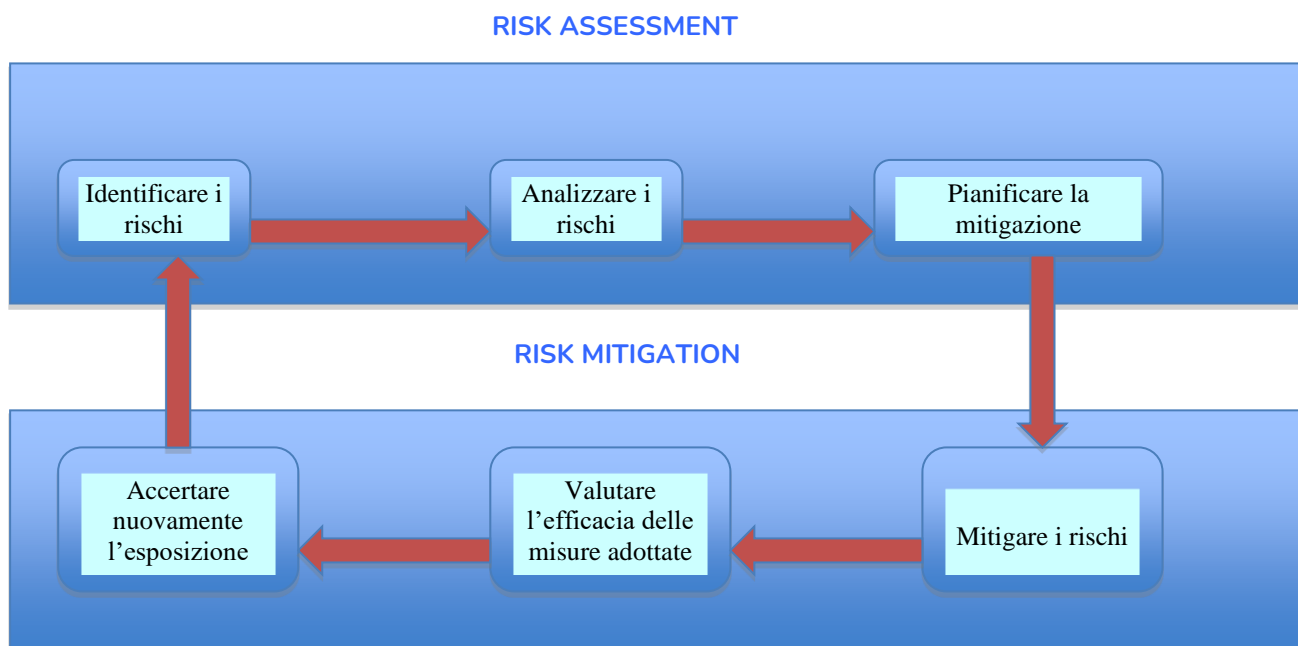 RISK ASSESSMENT
Identificare i
rischi
Analizzare i
rischi
Pianificare la
mitigazione
RISK MITIGATION
Accertare
nuovamente
l’esposizione
Valutare
l’efficacia delle
misure adottate
Mitigare i rischi